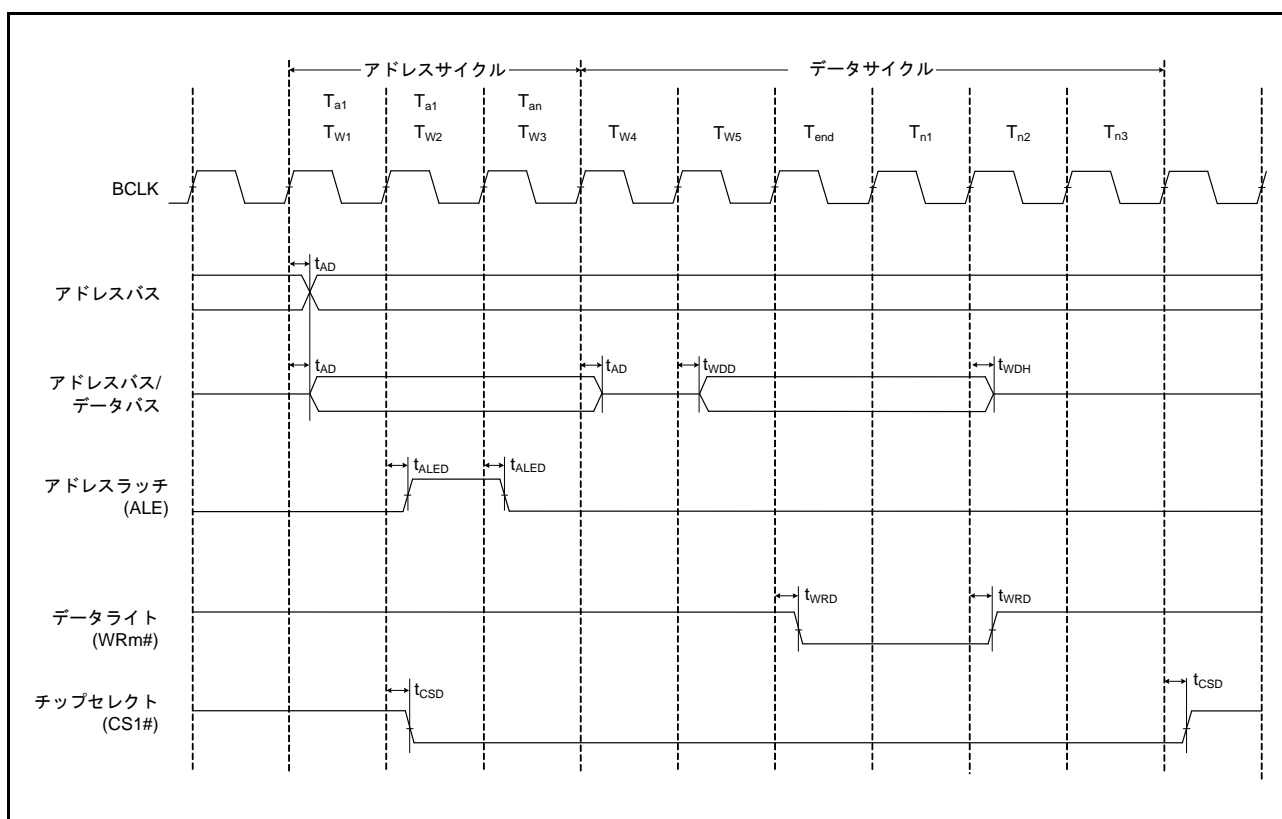 アドレスサイクル データサイクル
Ta1 Ta1 Tan
TW1 TW2 TW3 TW4 TW5 Tend Tn1 Tn2 Tn3
BCLK
tAD
アドレスバス
tAD tAD tWDD tWDH
アドレスバス/
データバス
tALED tALED
アドレスラッチ
(ALE)
tWRD tWRD
データライト
(WRm#)
tCSD tCSD
チップセレクト
(CS1#)